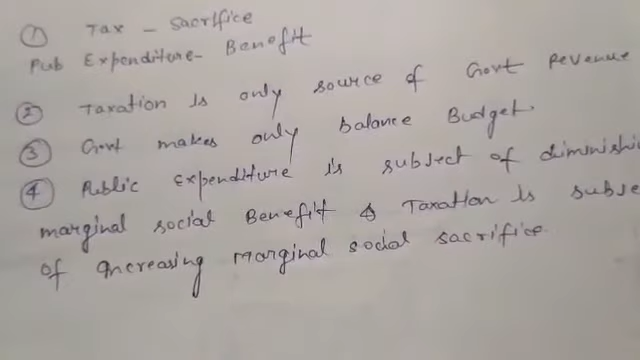 ① Tax - Sacrifice
Pub Expenditure - Benefit
② Taxation is only source of Govt Revenue
③ Govt makes only balance Budget.
④ Public expenditure is subject of diminishi
marginal social Benefit & Taxation is subje
of increasing marginal social sacrifice.